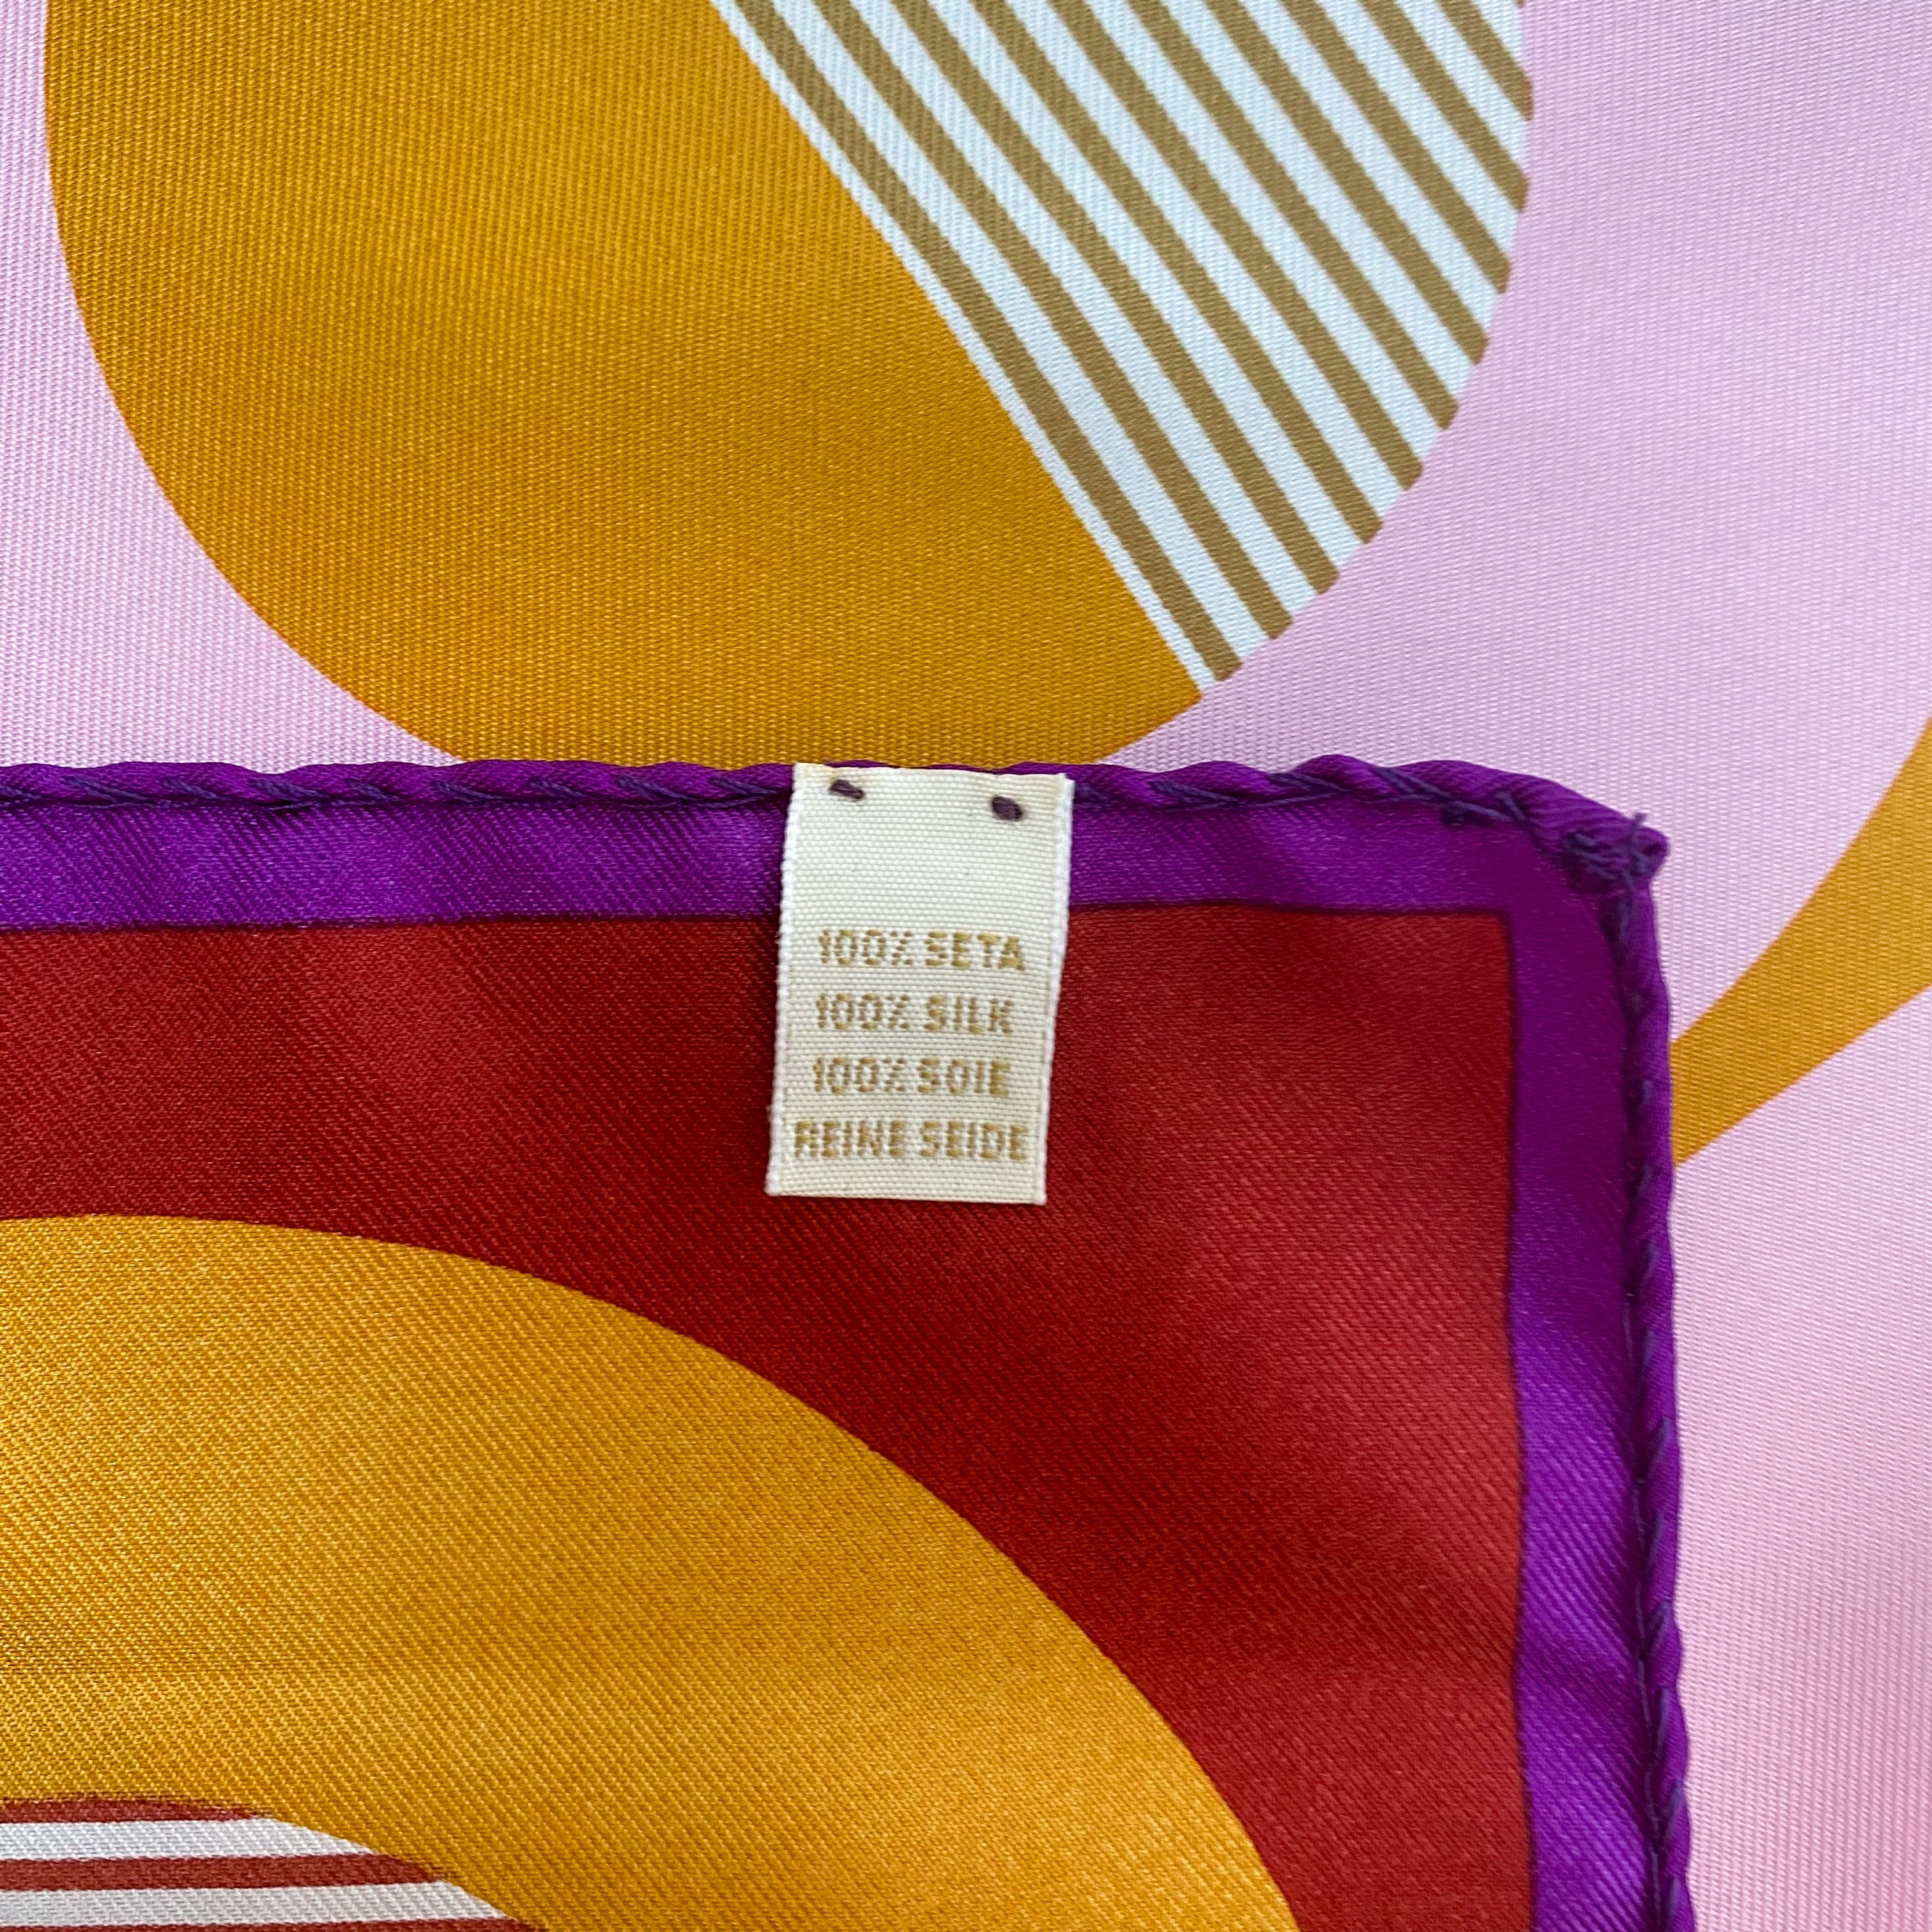 100% SETA
100% SILK
100% SOIE
REINE SEIDE